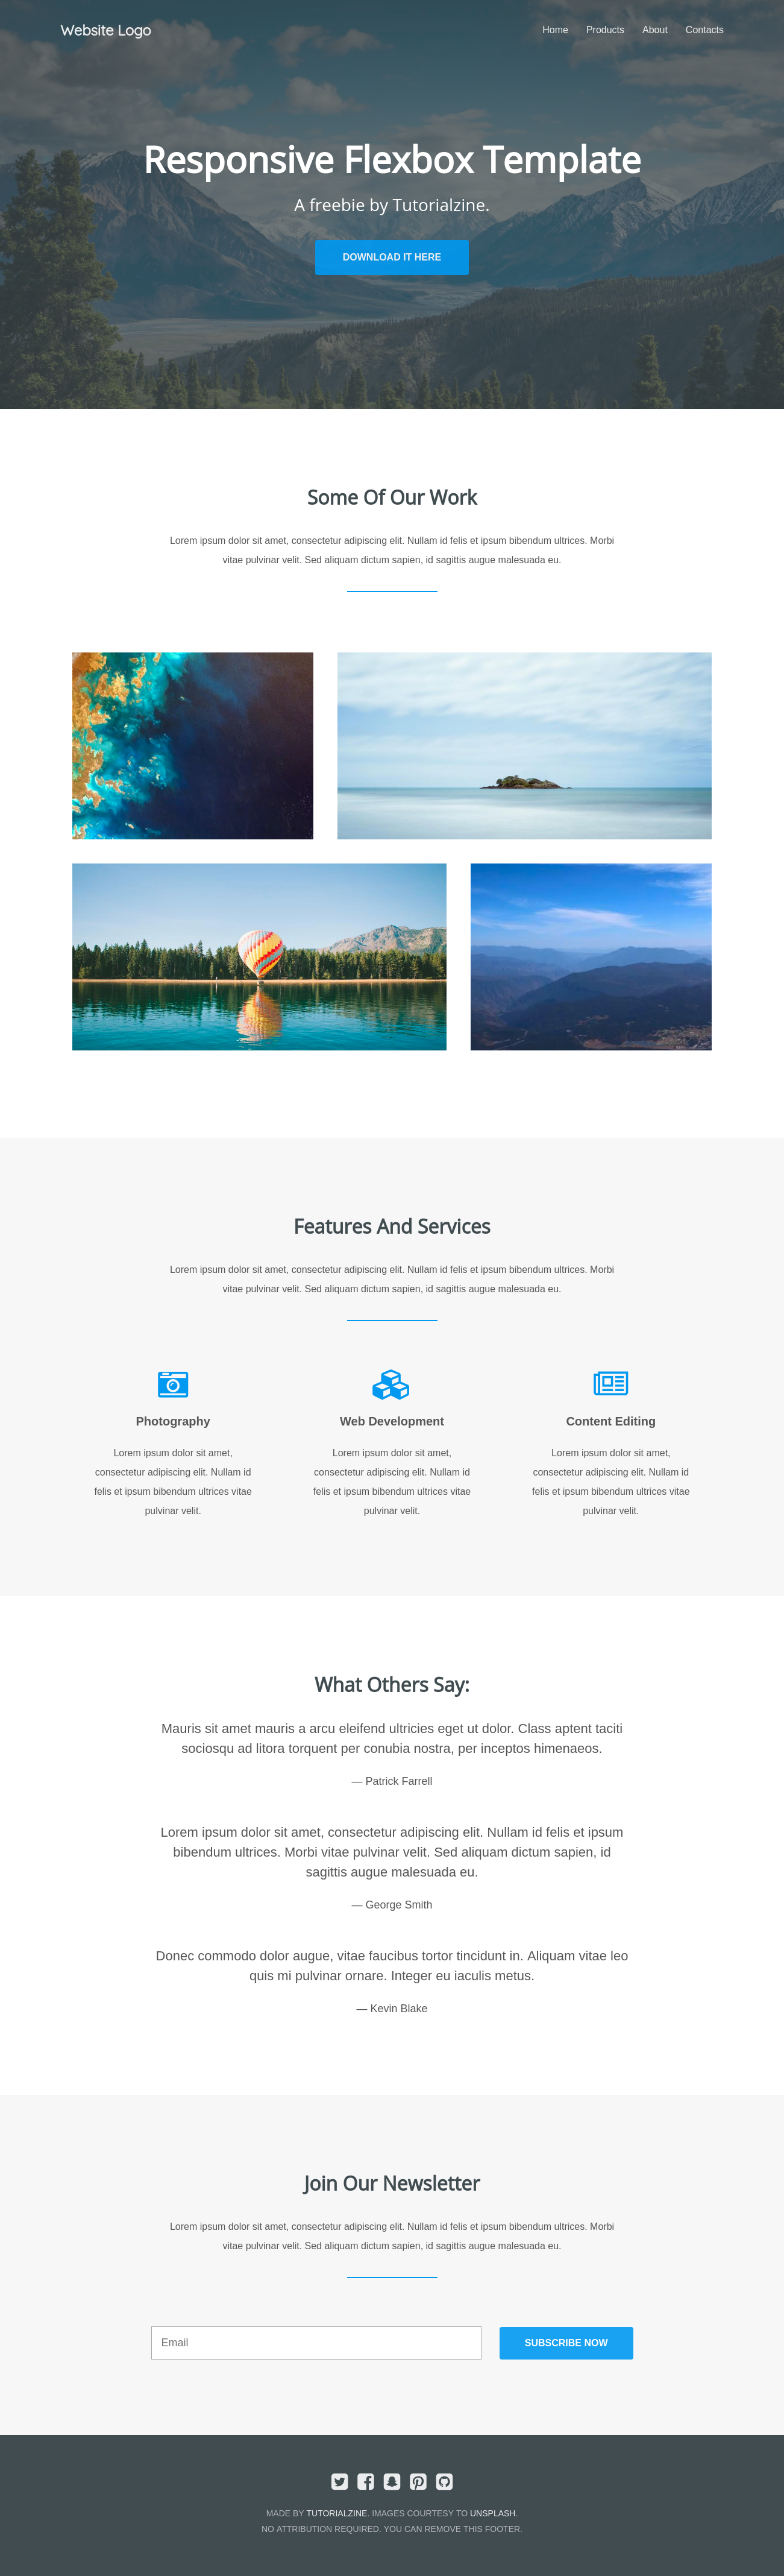 Website Logo
Home Products About Contacts
Responsive Flexbox Template
A freebie by Tutorialzine.
DOWNLOAD IT HERE
Some Of Our Work
Lorem ipsum dolor sit amet, consectetur adipiscing elit. Nullam id felis et ipsum bibendum ultrices. Morbi
vitae pulvinar velit. Sed aliquam dictum sapien, id sagittis augue malesuada eu.
Features And Services
Lorem ipsum dolor sit amet, consectetur adipiscing elit. Nullam id felis et ipsum bibendum ultrices. Morbi
vitae pulvinar velit. Sed aliquam dictum sapien, id sagittis augue malesuada eu.
Photography
Lorem ipsum dolor sit amet,
consectetur adipiscing elit. Nullam id
felis et ipsum bibendum ultrices vitae
pulvinar velit.
Web Development
Lorem ipsum dolor sit amet,
consectetur adipiscing elit. Nullam id
felis et ipsum bibendum ultrices vitae
pulvinar velit.
Content Editing
Lorem ipsum dolor sit amet,
consectetur adipiscing elit. Nullam id
felis et ipsum bibendum ultrices vitae
pulvinar velit.
What Others Say:
Mauris sit amet mauris a arcu eleifend ultricies eget ut dolor. Class aptent taciti
sociosqu ad litora torquent per conubia nostra, per inceptos himenaeos.
— Patrick Farrell
Lorem ipsum dolor sit amet, consectetur adipiscing elit. Nullam id felis et ipsum
bibendum ultrices. Morbi vitae pulvinar velit. Sed aliquam dictum sapien, id
sagittis augue malesuada eu.
— George Smith
Donec commodo dolor augue, vitae faucibus tortor tincidunt in. Aliquam vitae leo
quis mi pulvinar ornare. Integer eu iaculis metus.
— Kevin Blake
Join Our Newsletter
Lorem ipsum dolor sit amet, consectetur adipiscing elit. Nullam id felis et ipsum bibendum ultrices. Morbi
vitae pulvinar velit. Sed aliquam dictum sapien, id sagittis augue malesuada eu.
Email
SUBSCRIBE NOW
MADE BY TUTORIALZINE. IMAGES COURTESY TO UNSPLASH.
NO ATTRIBUTION REQUIRED. YOU CAN REMOVE THIS FOOTER.